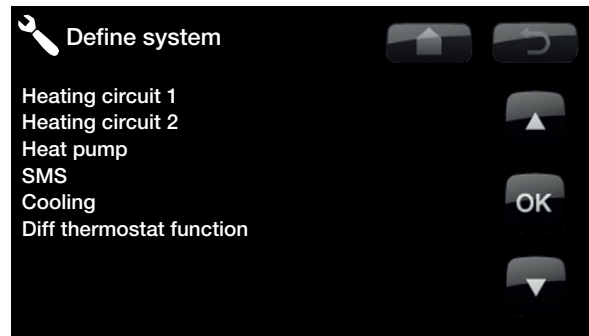 Define system
Heating circuit 1
Heating circuit 2
Heat pump
SMS
Cooling
Diff thermostat function
OK